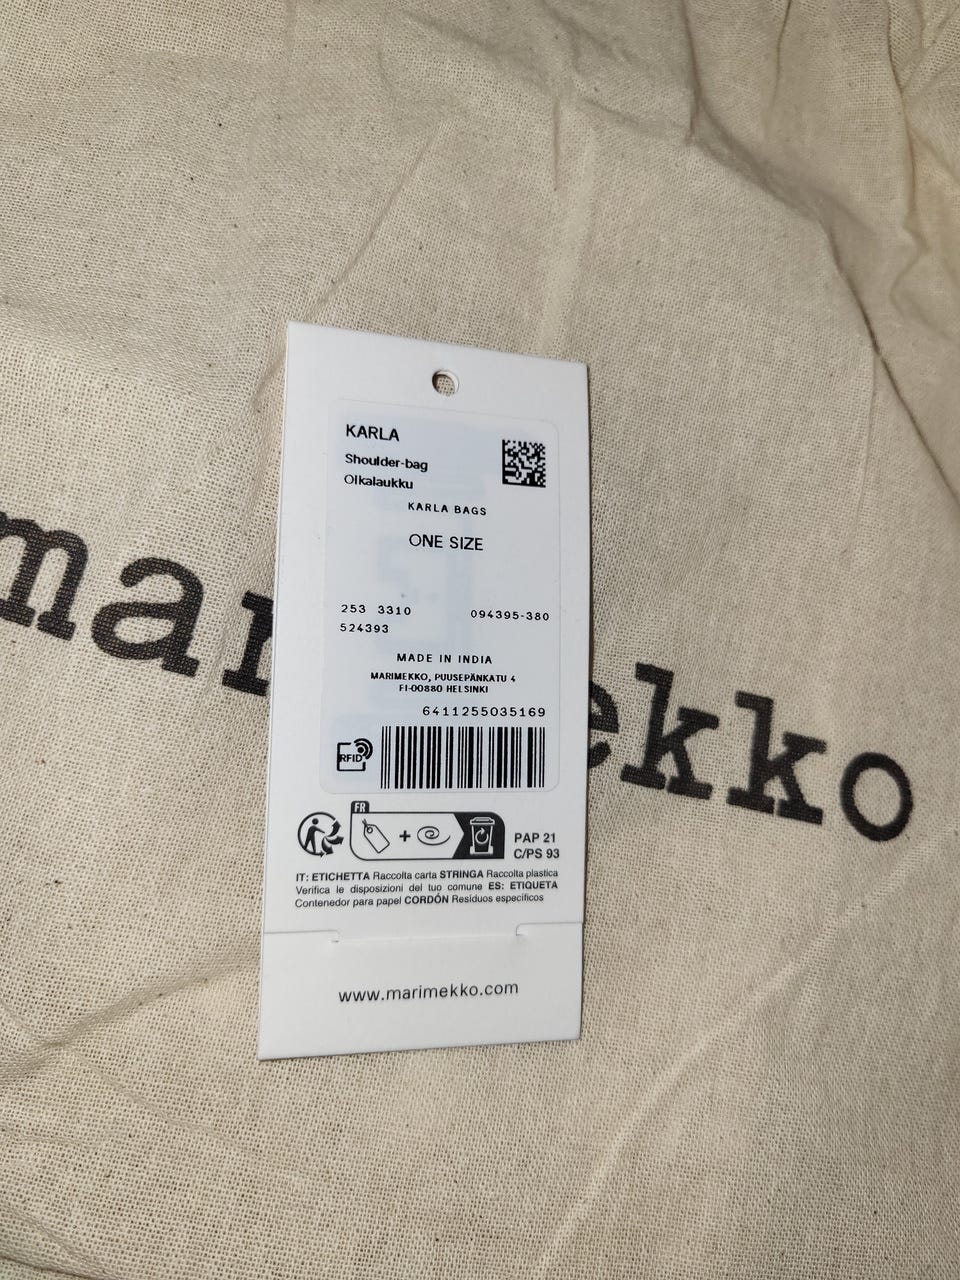 KARLA
Shoulder-bag
Olkalaukku
KARLA BAGS
ONE SIZE
253 3310 094395-380
524393
MADE IN INDIA
MARIMEKKO, PUUSEPÄNKATU 4
FI-00880 HELSINKI
6411255035169
RFID
FR
PAP 21
C/PS 93
IT: ETICHETTA Raccolta carta STRINGA Raccolta plastica
Verifica le disposizioni del tuo comune ES: ETIQUETA
Contenedor para papel CORDÓN Residuos específicos
www.marimekko.com
mar ekko